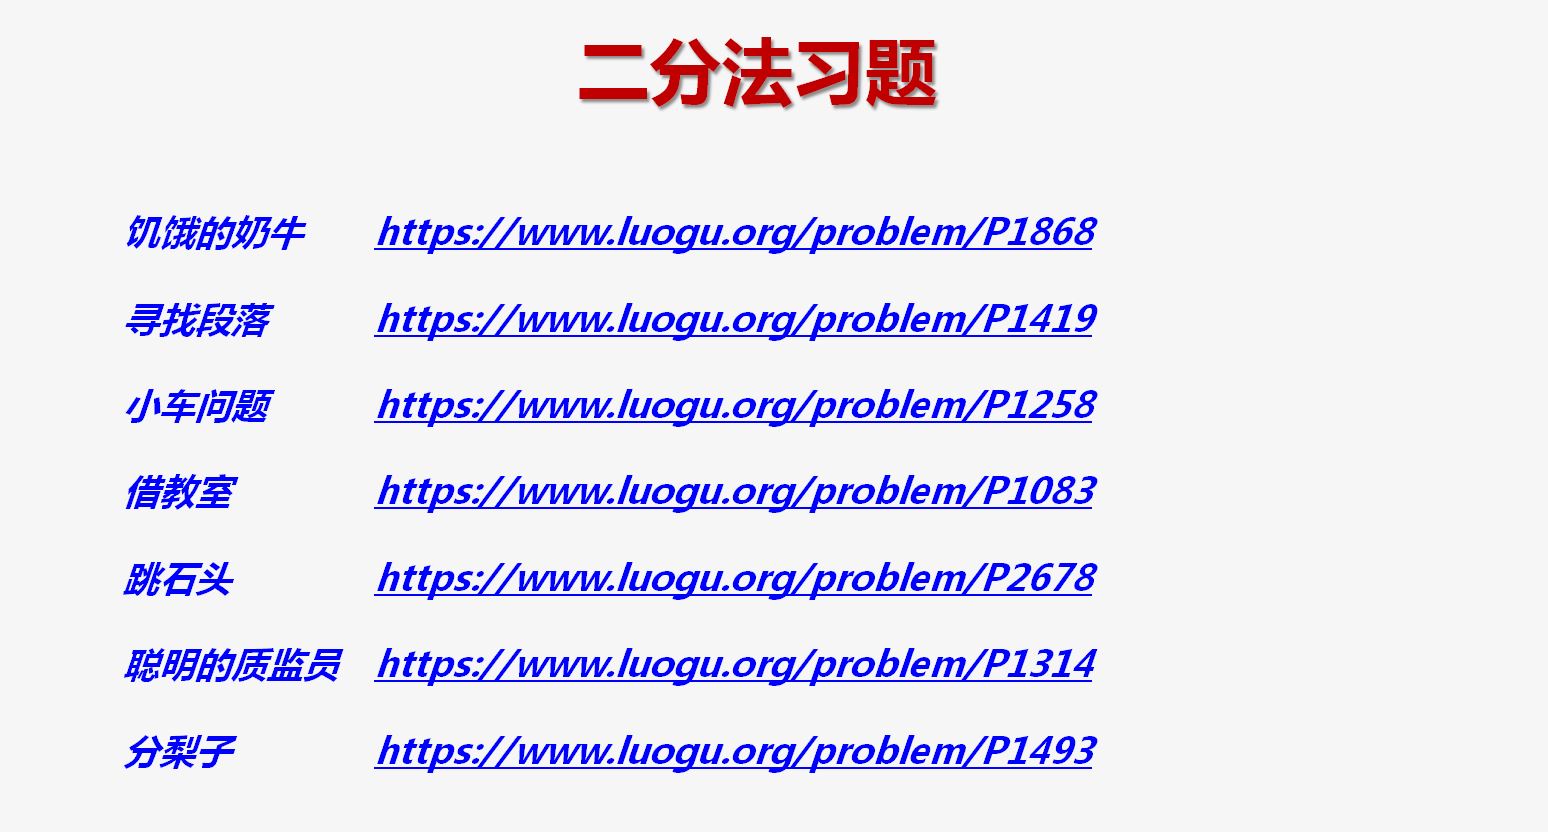 二分法习题
饥饿的奶牛 https://www.luogu.org/problem/P1868
寻找段落 https://www.luogu.org/problem/P1419
小车问题 https://www.luogu.org/problem/P1258
借教室 https://www.luogu.org/problem/P1083
跳石头 https://www.luogu.org/problem/P2678
聪明的质监员 https://www.luogu.org/problem/P1314
分梨子 https://www.luogu.org/problem/P1493